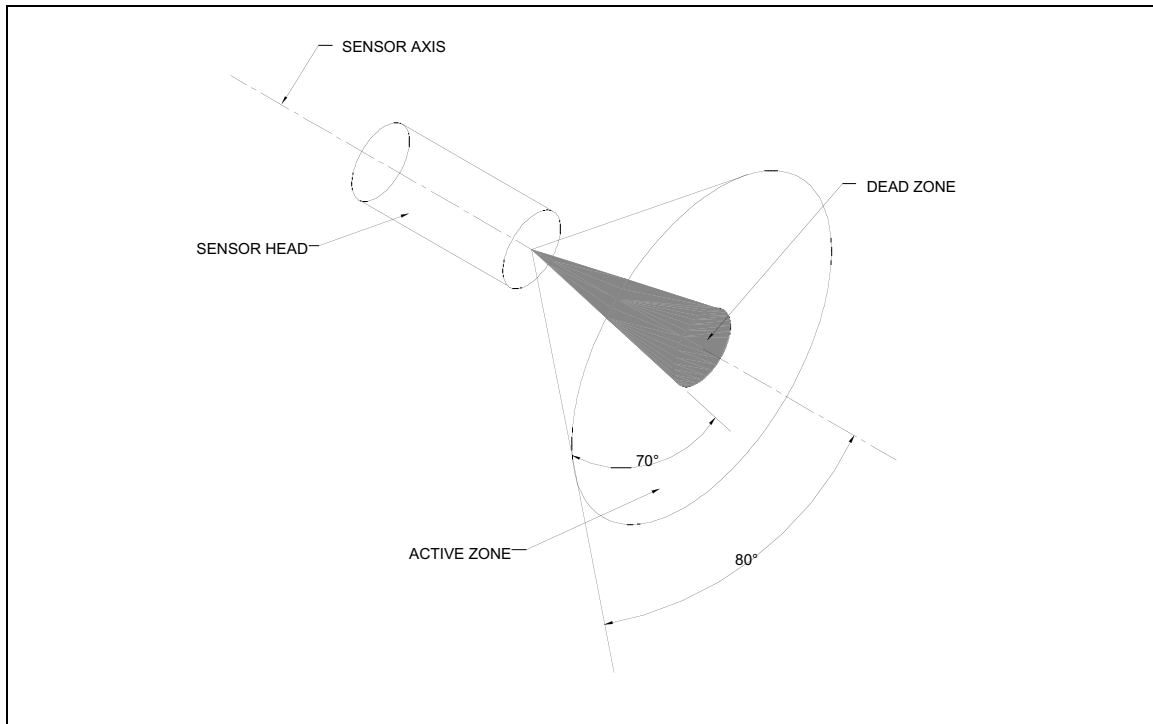 SENSOR AXIS
DEAD ZONE
SENSOR HEAD
70°
ACTIVE ZONE
80°